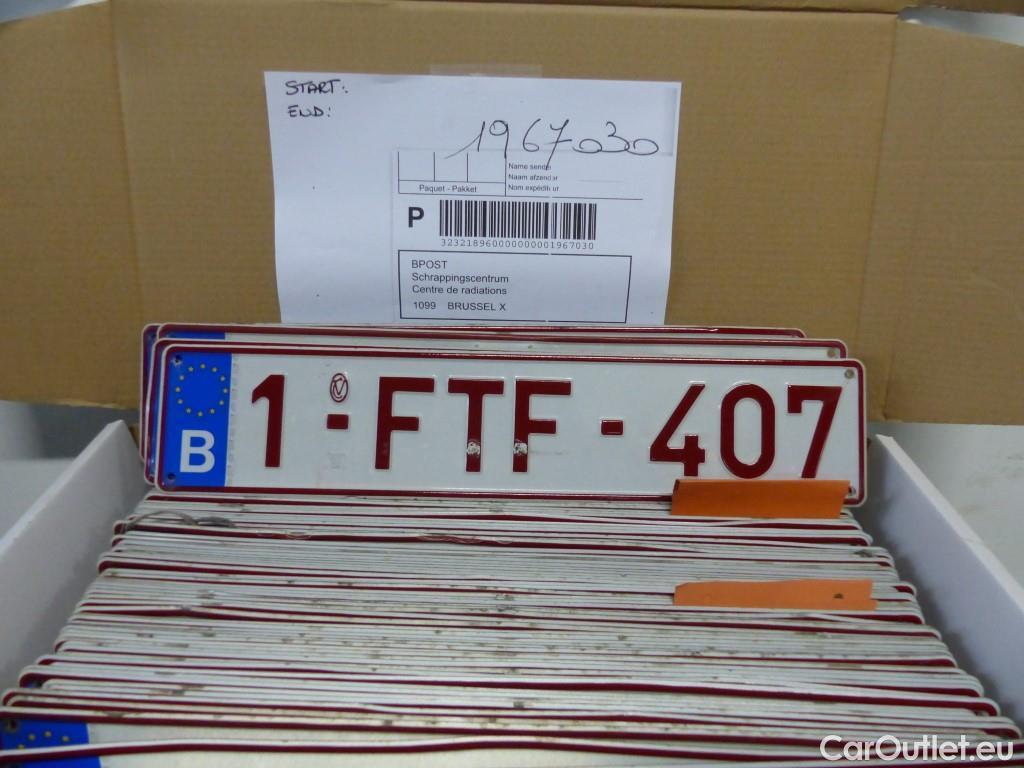 START:
END:
1967030
Name sender
Naam afzender
Nom expéditeur
Paquet - Pakket
P
323218960000000001967030
BPOST
Schrappingscentrum
Centre de radiations
1099 BRUSSEL X
B 1-FTF-407
CarOutlet.eu